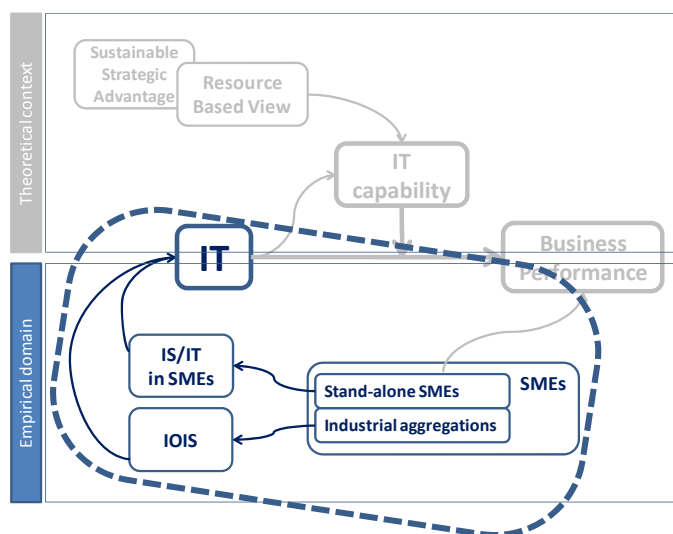 Theoretical context
Sustainable
Strategic
Advantage
Resource
Based View
IT
capability
IT
Business
Performance
Empirical domain
IS/IT
in SMEs
IOIS
Stand-alone SMEs
SMEs
Industrial aggregations